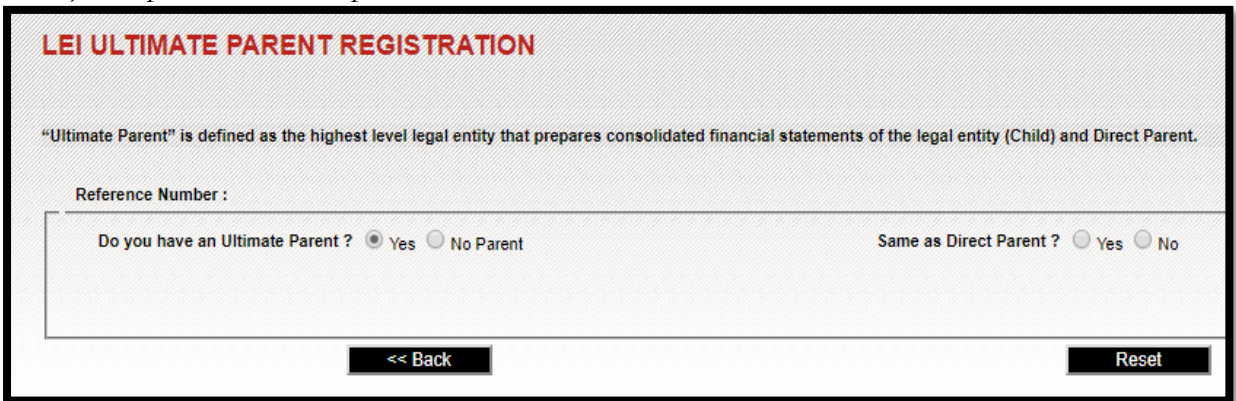 LEI ULTIMATE PARENT REGISTRATION
“Ultimate Parent” is defined as the highest level legal entity that prepares consolidated financial statements of the legal entity (Child) and Direct Parent.
Reference Number :
Do you have an Ultimate Parent ? Yes No Parent Same as Direct Parent ? Yes No
<< Back Reset